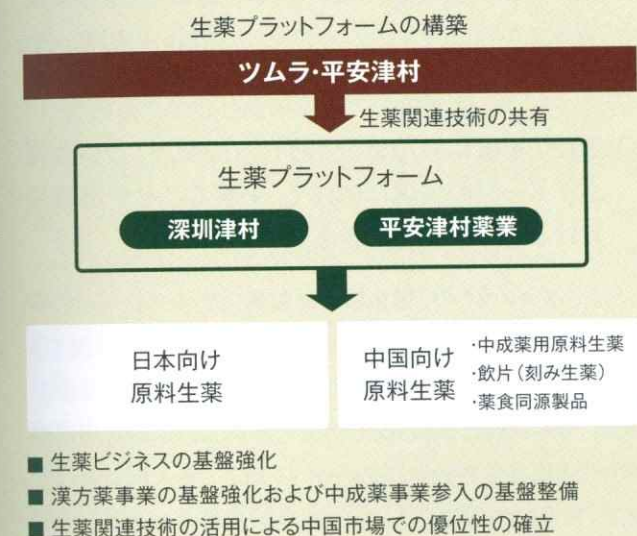 生薬プラットフォームの構築
ツムラ・平安津村
生薬関連技術の共有
生薬プラットフォーム
深圳津村
平安津村薬業
日本向け
原料生薬
中国向け
原料生薬
・中成薬用原料生薬
・飲片（刻み生薬）
・薬食同源製品
■ 生薬ビジネスの基盤強化
■ 漢方薬事業の基盤強化および中成薬事業参入の基盤整備
■ 生薬関連技術の活用による中国市場での優位性の確立